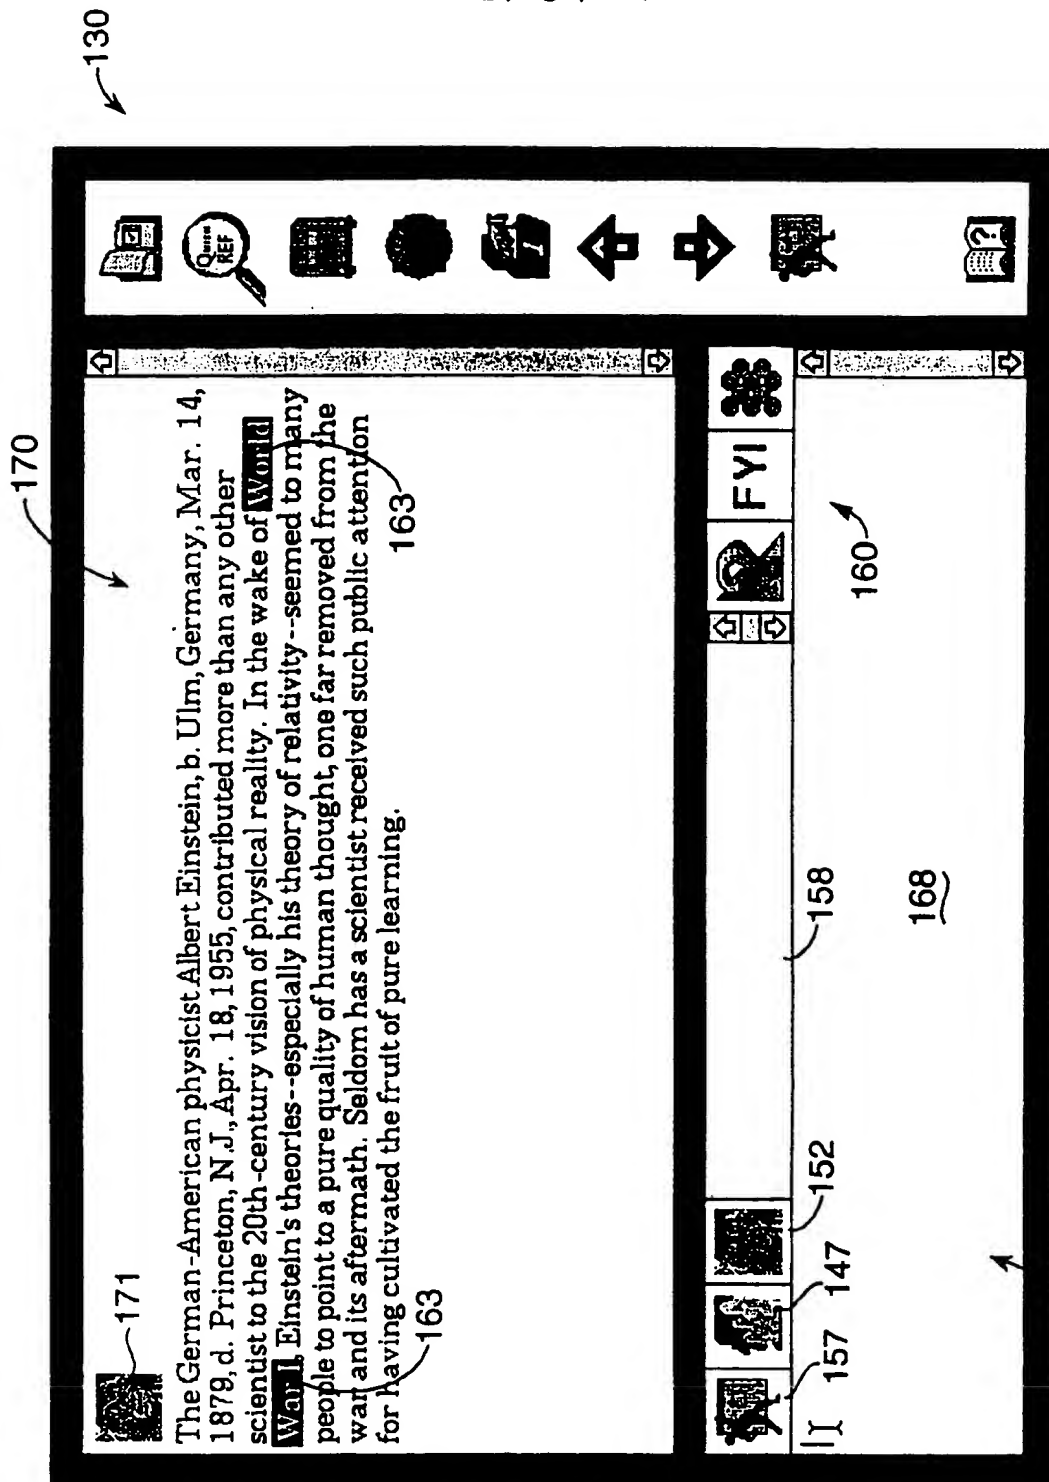 130
170
171
The German-American physicist Albert Einstein, b. Ulm, Germany, Mar. 14,
1879, d. Princeton, N.J., Apr. 18, 1955, contributed more than any other
scientist to the 20th-century vision of physical reality. In the wake of World
War I, Einstein's theories--especially his theory of relativity--seemed to many
people to point to a pure quality of human thought, one far removed from the
war and its aftermath. Seldom has a scientist received such public attention
for having cultivated the fruit of pure learning.
163
163
QUICK
REF
?
FYI
157
147
152
158
160
168